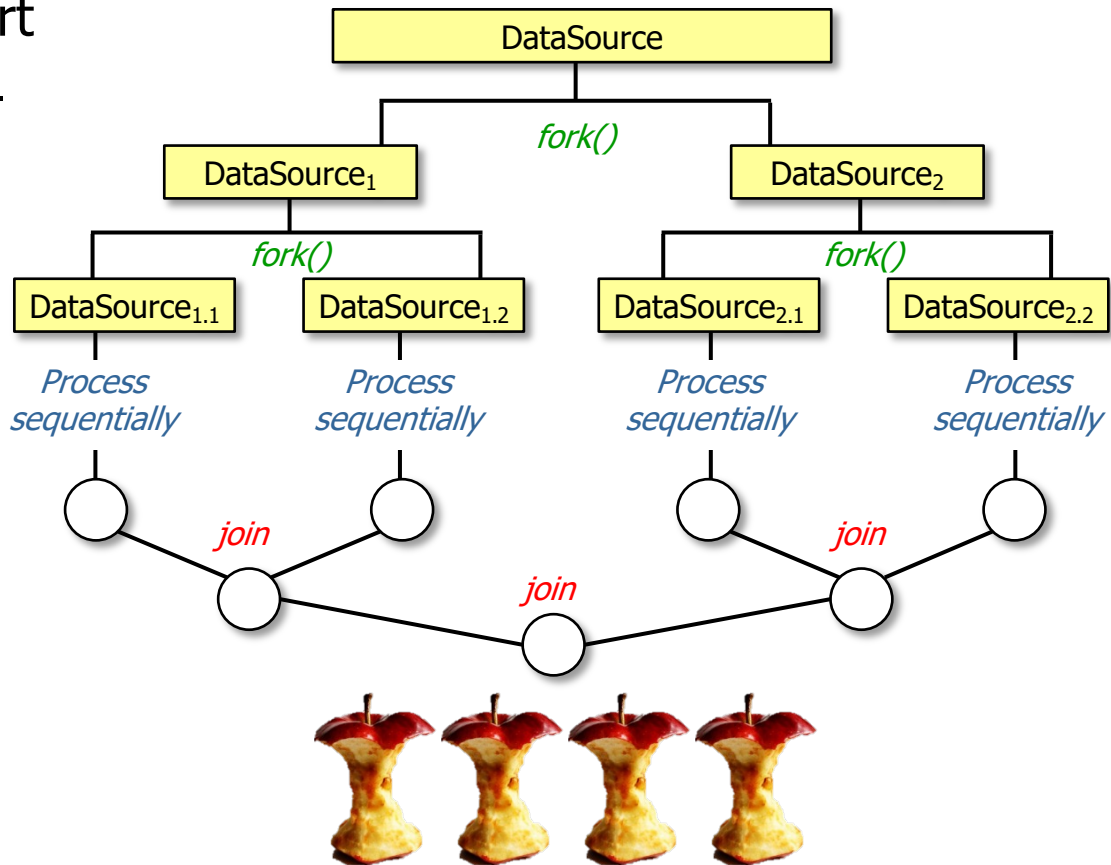 rt
DataSource
.
fork()
DataSource₁
DataSource₂
fork()
fork()
DataSource₁.₁
DataSource₁.₂
DataSource₂.₁
DataSource₂.₂
Process
sequentially
Process
sequentially
Process
sequentially
Process
sequentially
join
join
join